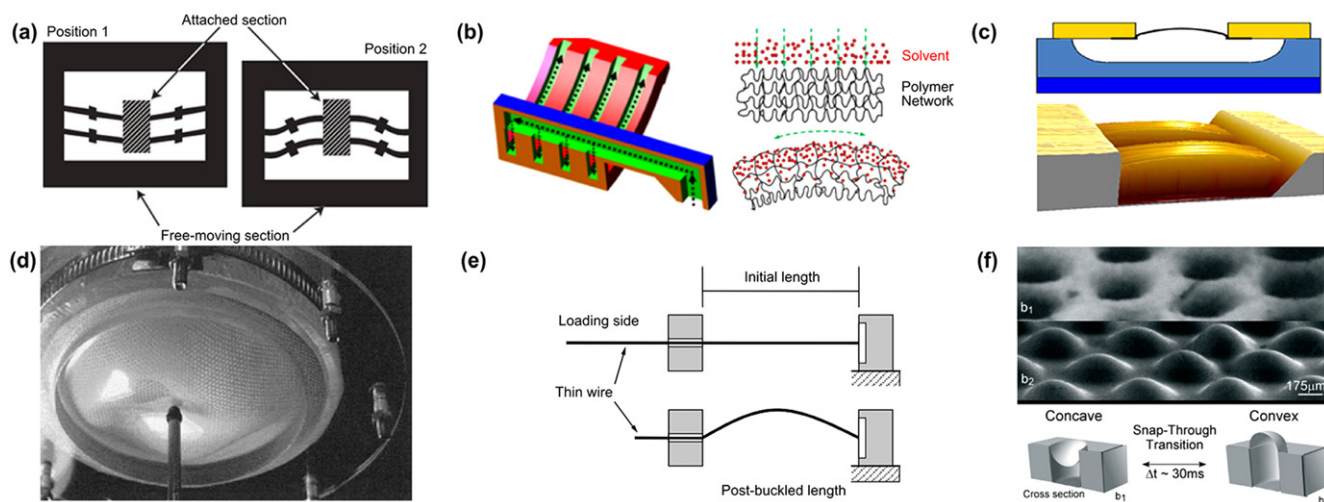 (a)
Position 1
Attached section
Position 2
Free-moving section
(b)
Solvent
Polymer
Network
(c)
(d)
(e)
Initial length
Loading side
Thin wire
Post-buckled length
(f)
b1
b2
175μm
Concave
Convex
Snap-Through
Transition
Δt ~ 30ms
Cross section
b1